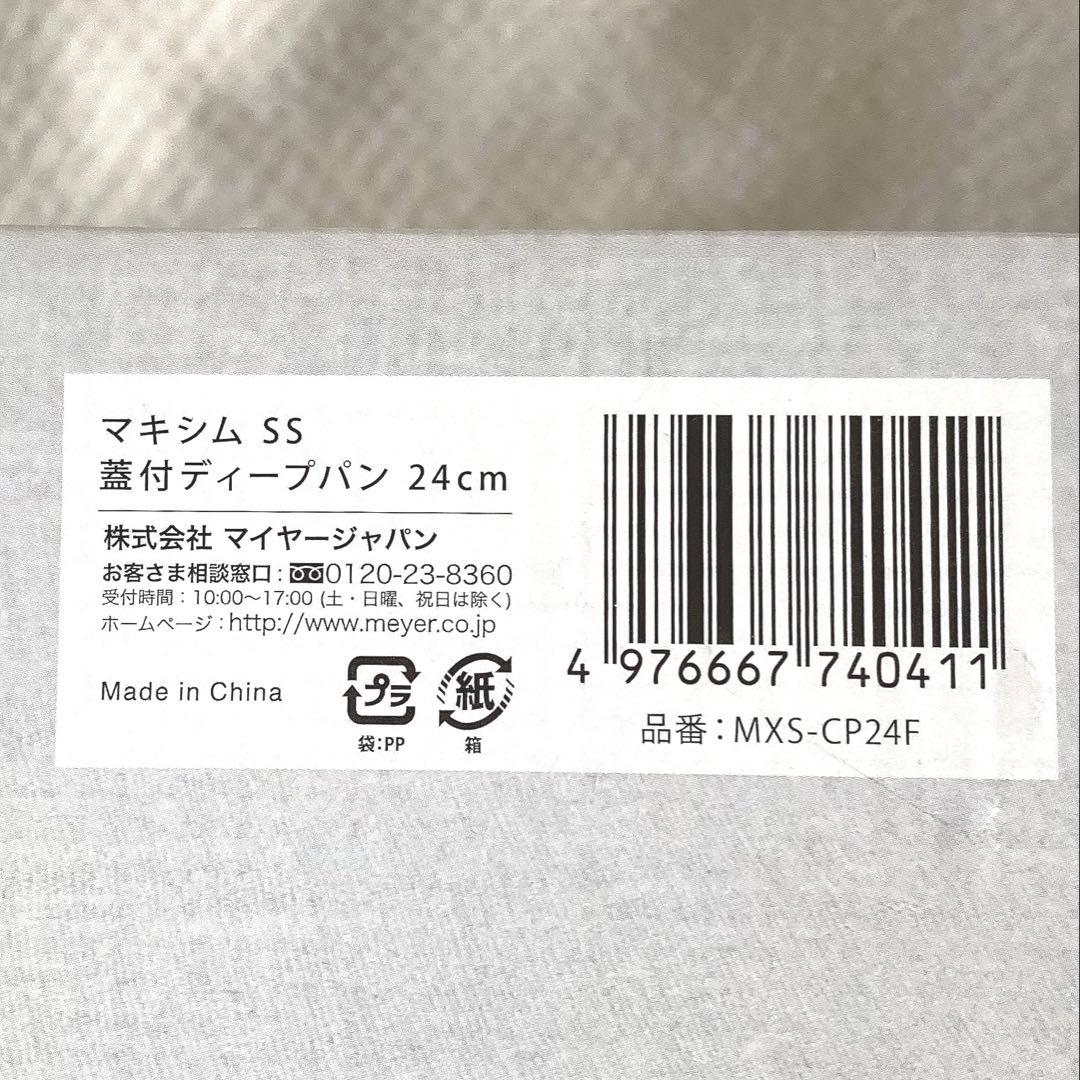 マキシム SS
蓋付ディープパン 24cm
株式会社 マイヤージャパン
お客さま相談窓口:0120-23-8360
受付時間:10:00〜17:00 (土・日曜、祝日は除く)
ホームページ:http://www.meyer.co.jp
Made in China
プラ
袋:PP
紙
箱
4 976667 740411
品番:MXS-CP24F